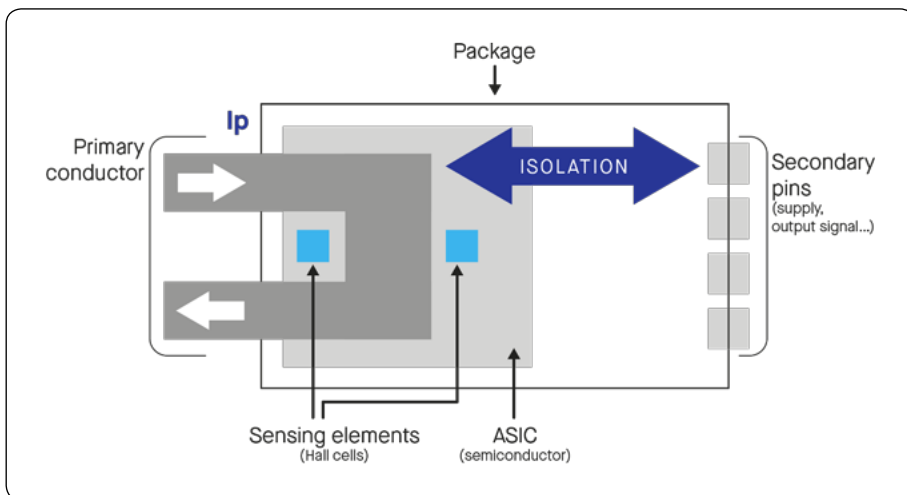 Package
Ip
Primary
conductor
ISOLATION
Secondary
pins
(supply,
output signal...)
Sensing elements
(Hall cells)
ASIC
(semiconductor)